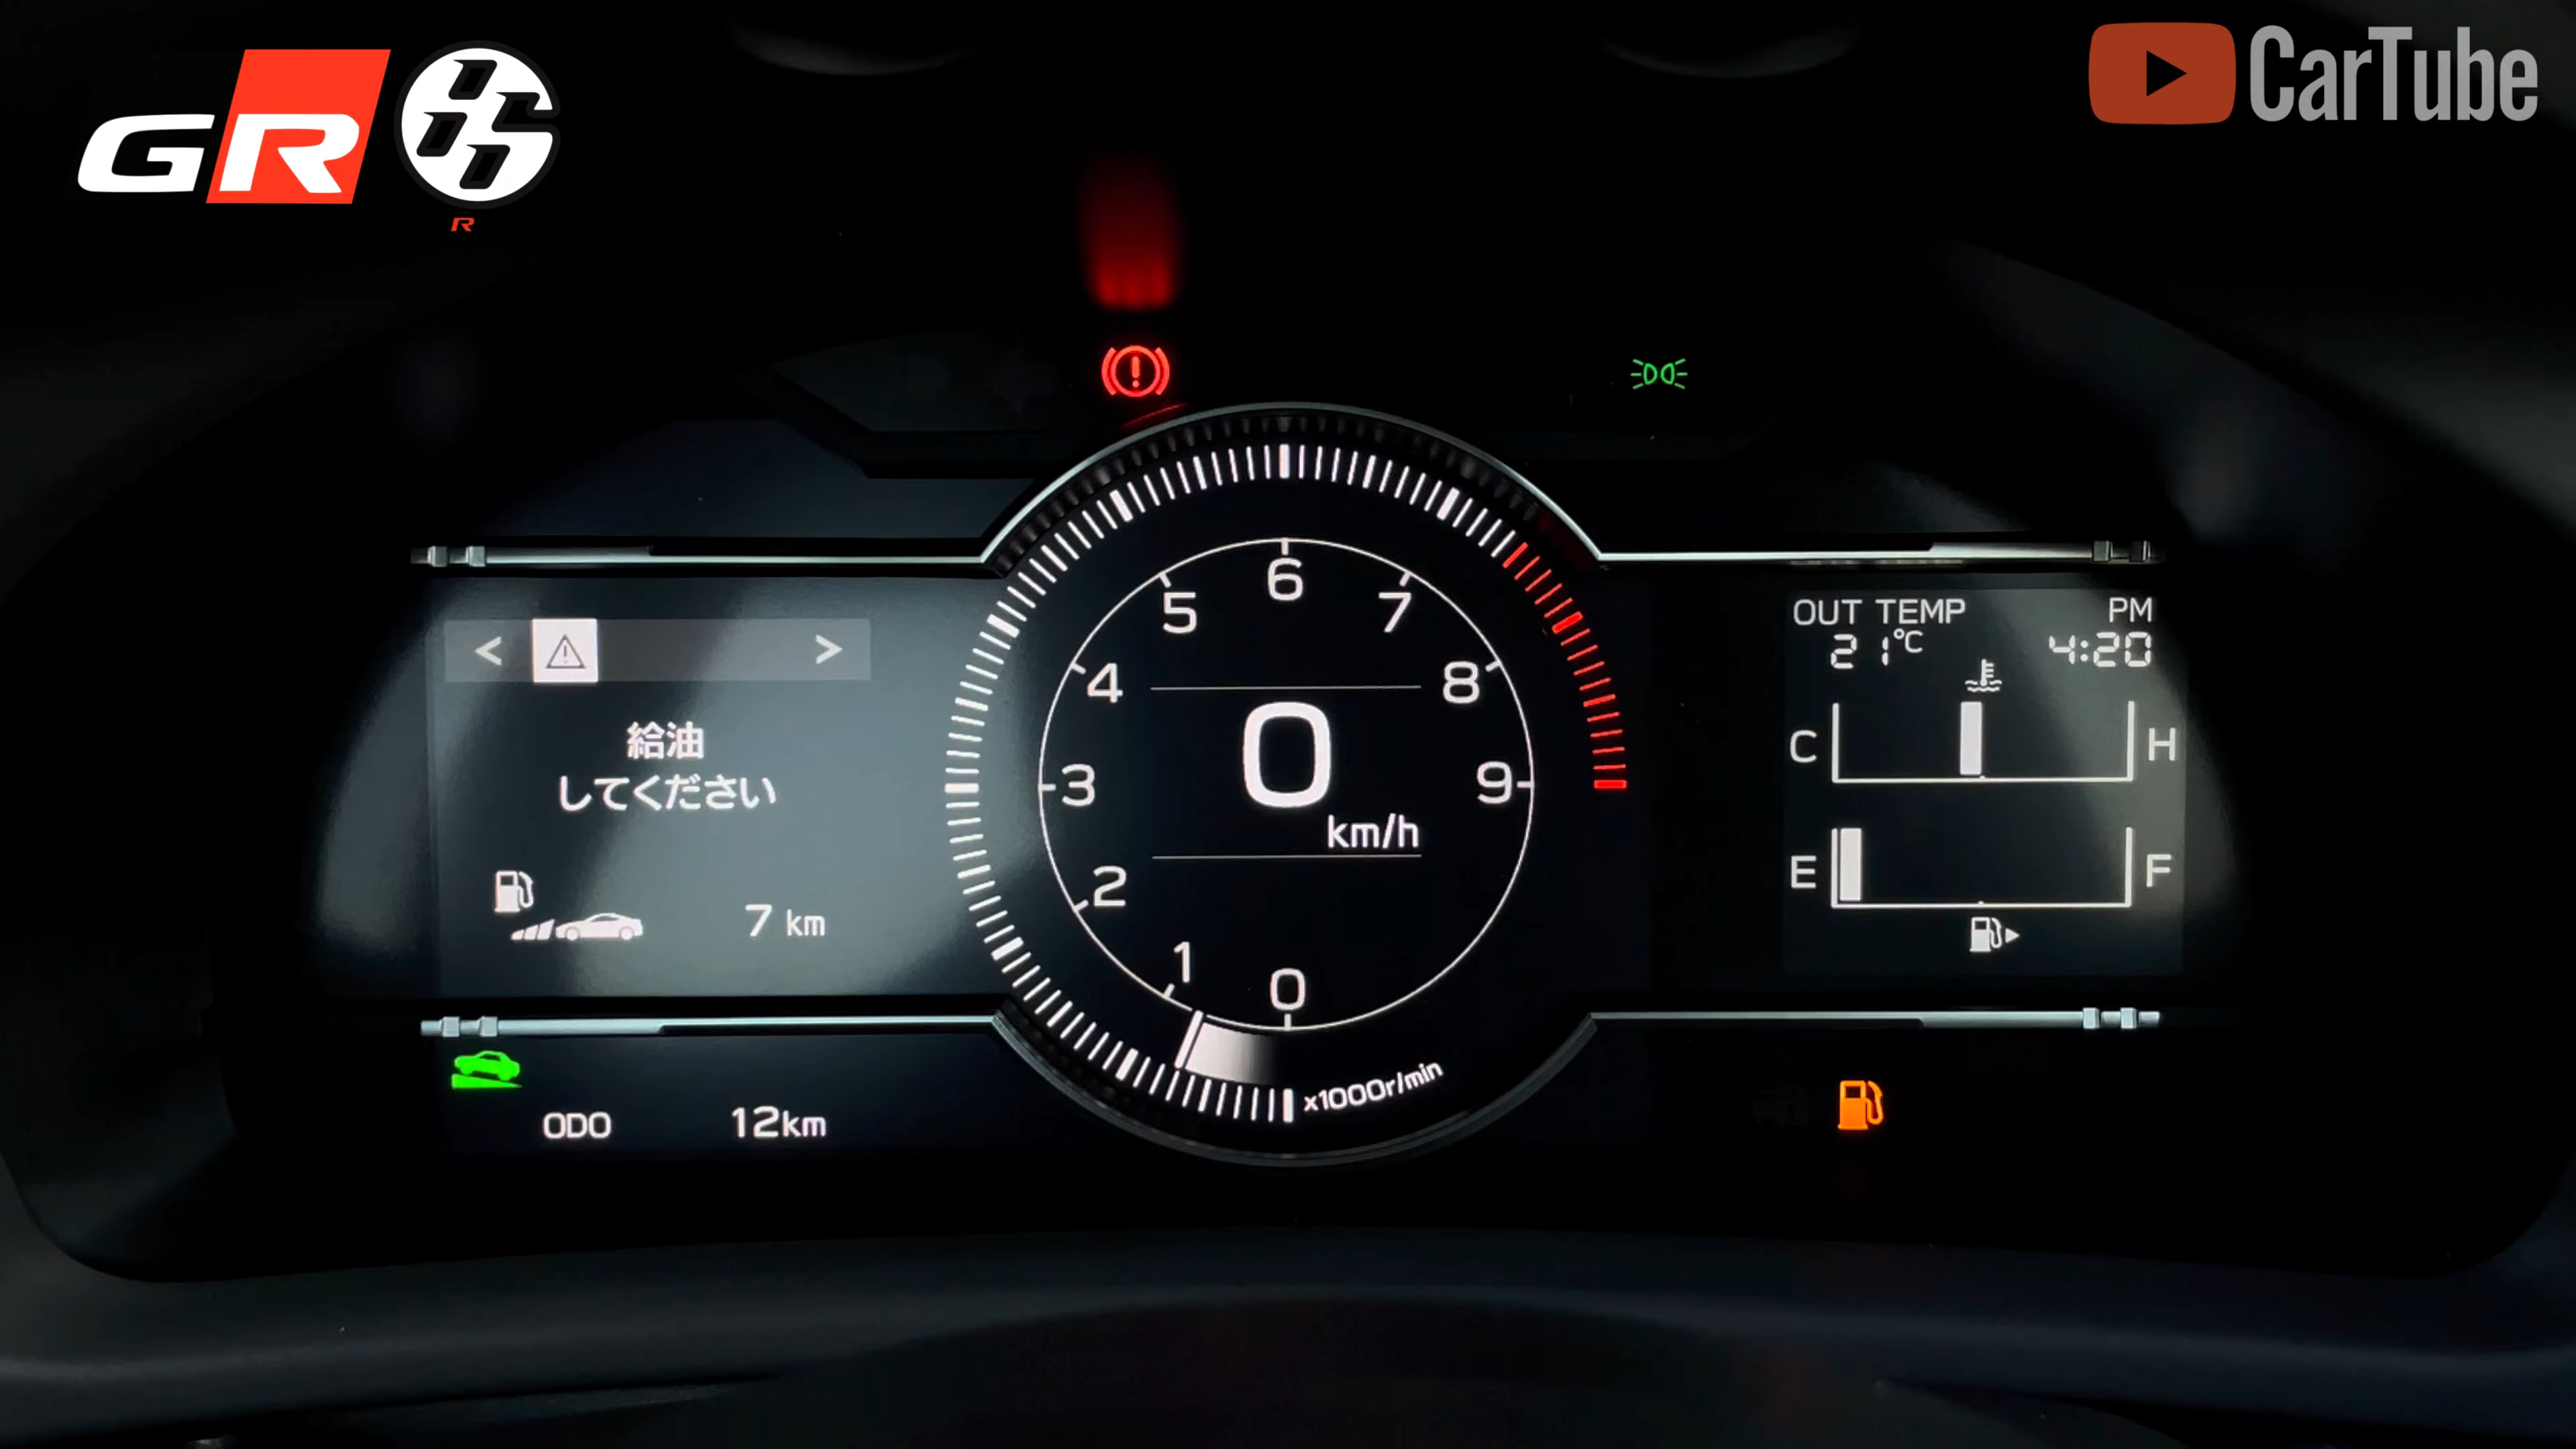 GR 86
R
CarTube
5 6 7
4 8
3 9
2
1 0
0
km/h
x1000r/min
< >
給油
してください
7 km
ODO 12km
OUT TEMP PM
21℃ 4:20
C H
E F